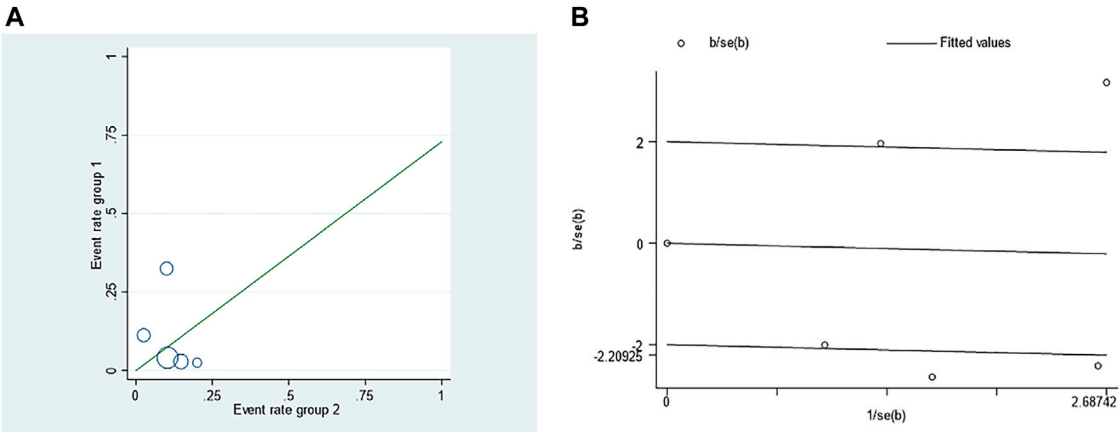 A
1
.75
.5
.25
0
Event rate group 1
0
.25
.5
.75
1
Event rate group 2
B
b/se(b)
Fitted values
2
0
-2
-2.20925
b/se(b)
0
2.68742
1/se(b)